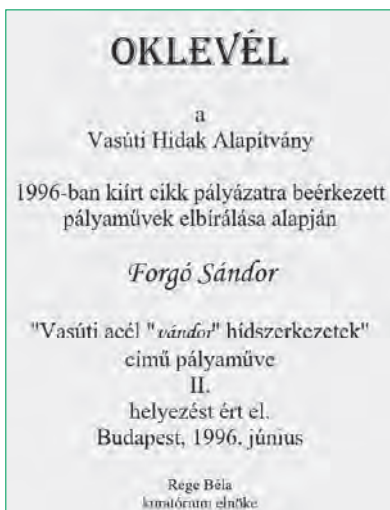 OKLEVÉL
a
Vasúti Hidak Alapítvány
1996-ban kiírt cikk pályázatra beérkezett
pályaművek elbírálása alapján
Forgó Sándor
"Vasúti acél "vándor" hídszerkezetek"
című pályaműve
II.
helyezést ért el.
Budapest, 1996. június
Rege Béla
kuratórium elnöke